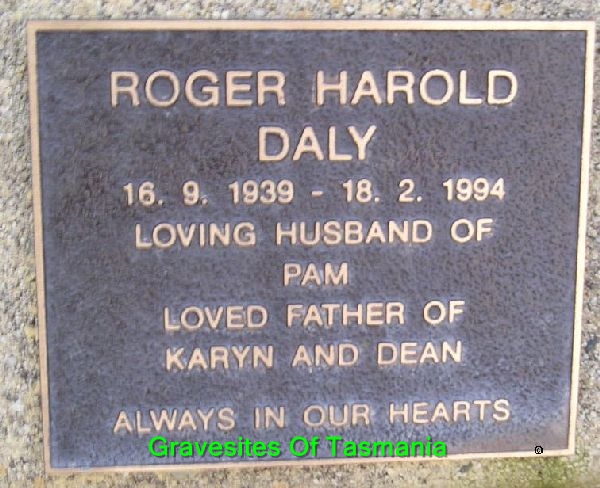 ROGER HAROLD
DALY
16. 9. 1939 - 18. 2. 1994
LOVING HUSBAND OF
PAM
LOVED FATHER OF
KARYN AND DEAN
ALWAYS IN OUR HEARTS
Gravesites Of Tasmania